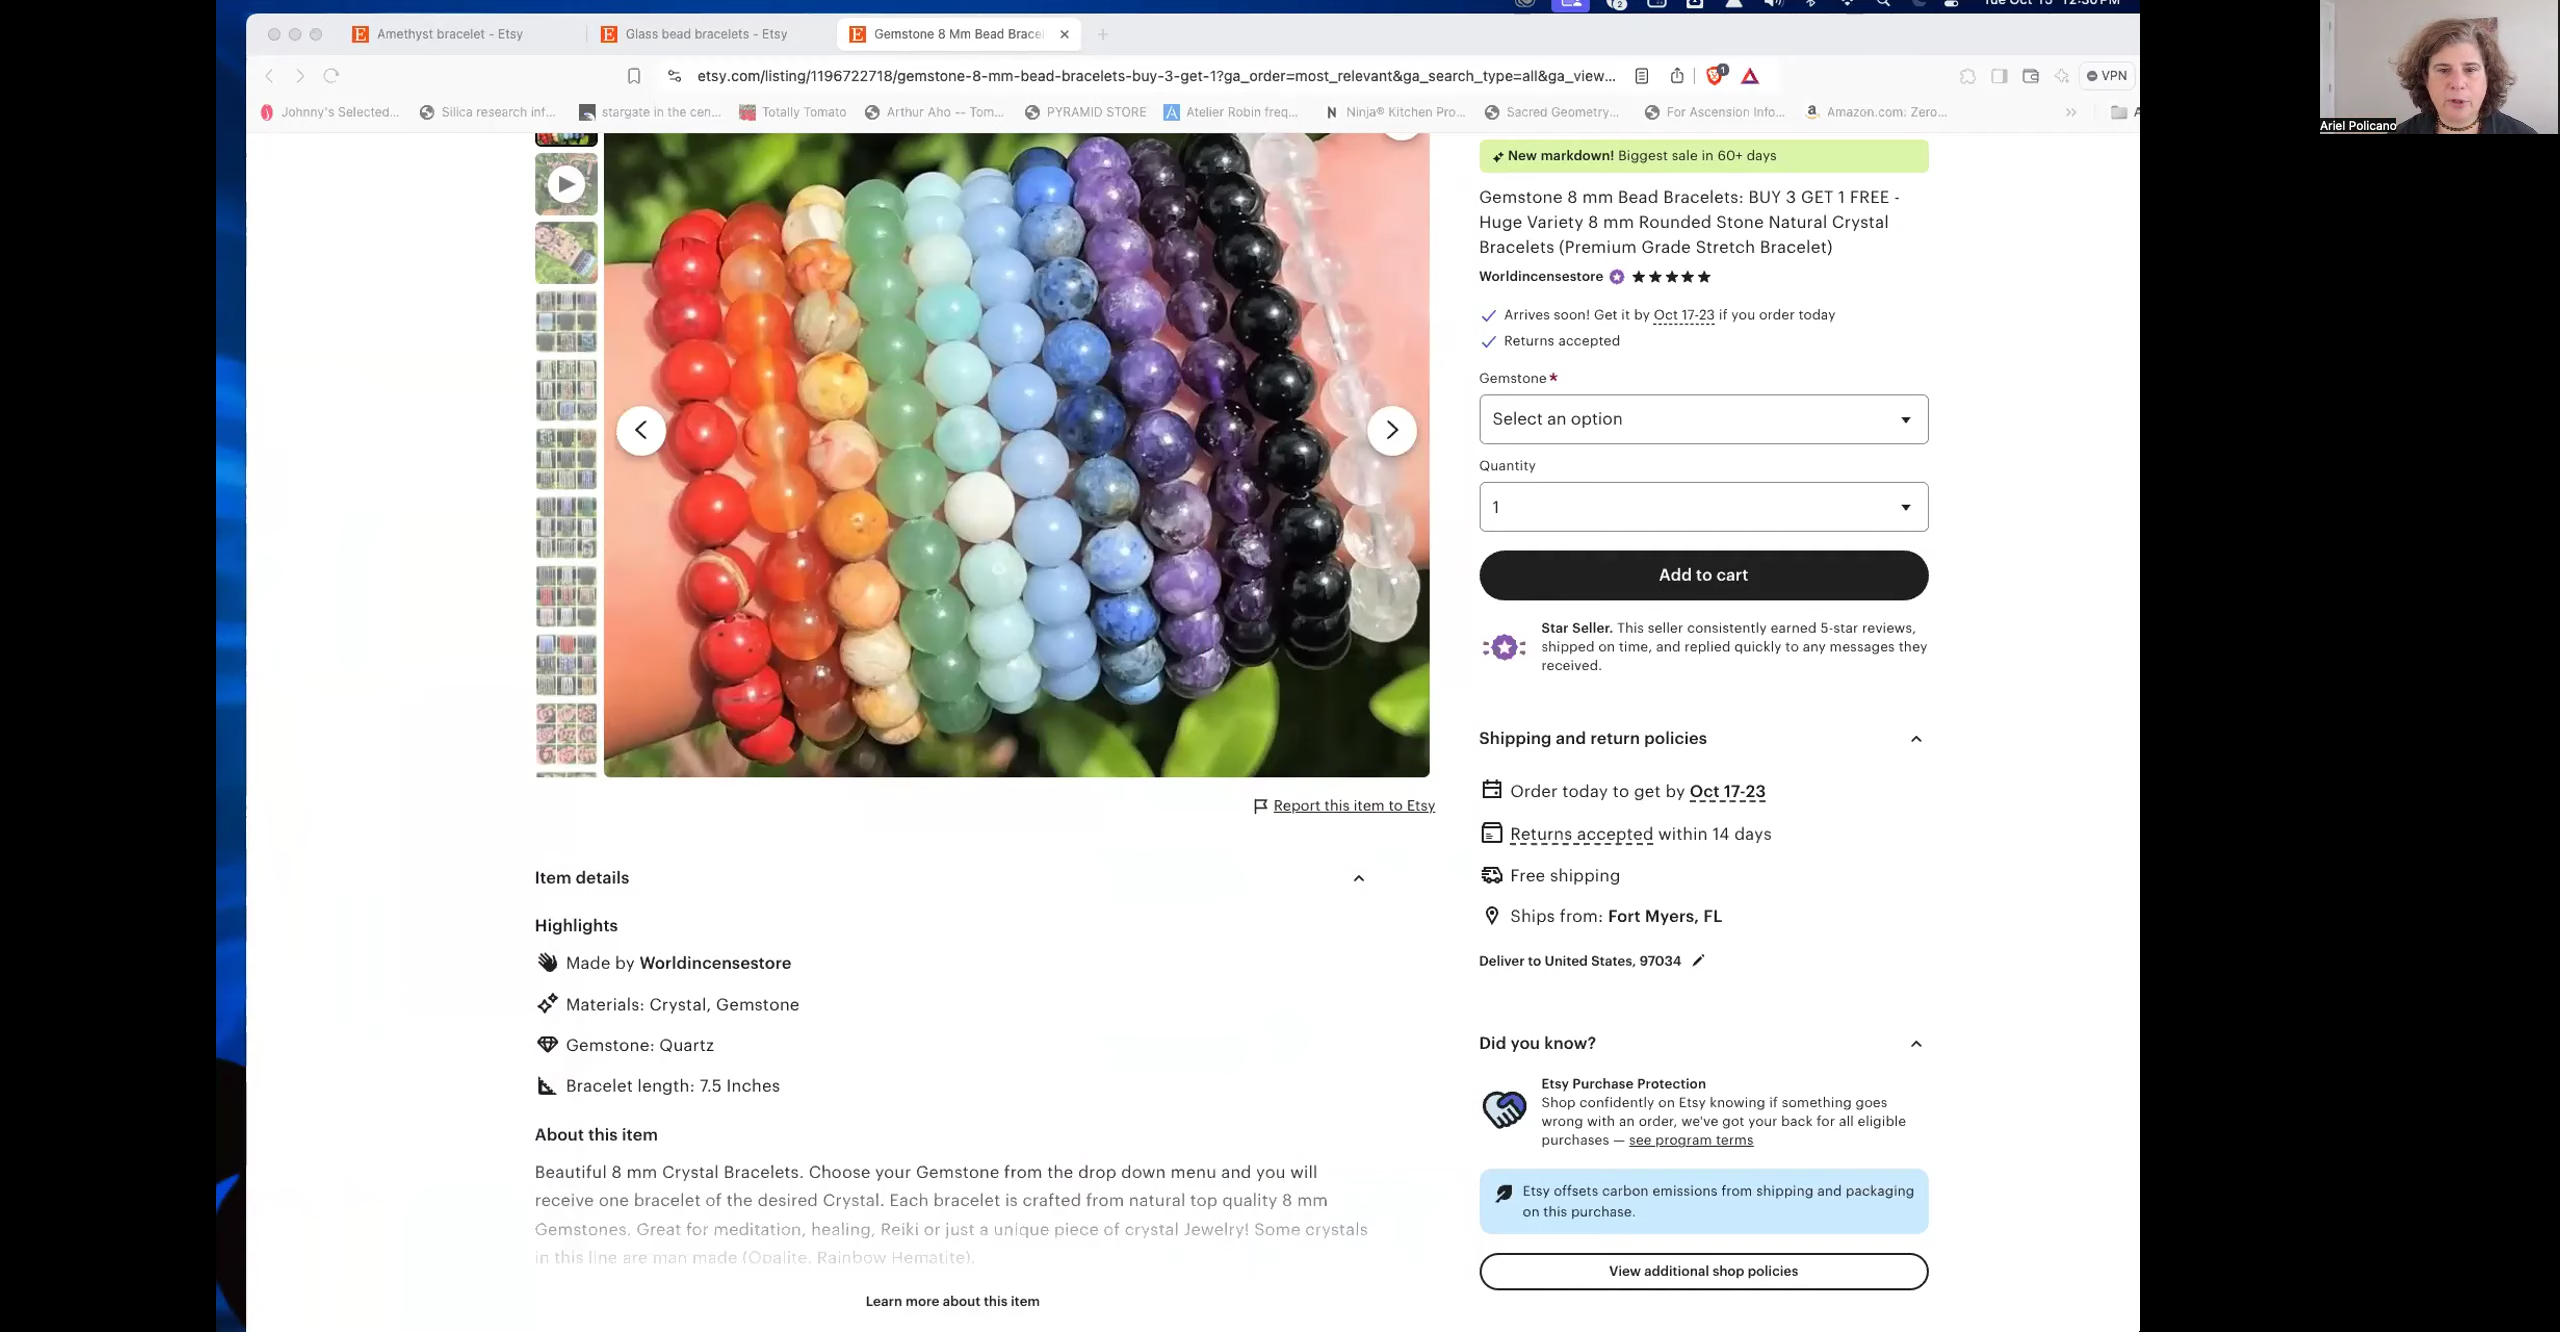 Amethyst bracelet - Etsy
Glass bead bracelets - Etsy
Gemstone 8 Mm Bead Brace
etsy.com/listing/1196722718/gemstone-8-mm-bead-bracelets-buy-3-get-1?ga_order=most_relevant&ga_search_type=all&ga_view...
1
VPN
Johnny's Selected...
Silica research inf...
stargate in the cen...
Totally Tomato
Arthur Aho -- Tom...
PYRAMID STORE
Atelier Robin freq...
Ninja® Kitchen Pro...
Sacred Geometry...
For Ascension Info...
Amazon.com: Zero...
Ariel Policano
New markdown! Biggest sale in 60+ days
Gemstone 8 mm Bead Bracelets: BUY 3 GET 1 FREE -
Huge Variety 8 mm Rounded Stone Natural Crystal
Bracelets (Premium Grade Stretch Bracelet)
Worldincensestore
Arrives soon! Get it by Oct 17-23 if you order today
Returns accepted
Gemstone*
Select an option
Quantity
1
Add to cart
Star Seller. This seller consistently earned 5-star reviews,
shipped on time, and replied quickly to any messages they
received.
Shipping and return policies
Order today to get by Oct 17-23
Returns accepted within 14 days
Free shipping
Ships from: Fort Myers, FL
Deliver to United States, 97034
Did you know?
Etsy Purchase Protection
Shop confidently on Etsy knowing if something goes
wrong with an order, we've got your back for all eligible
purchases — see program terms
Etsy offsets carbon emissions from shipping and packaging
on this purchase.
View additional shop policies
Report this item to Etsy
Item details
Highlights
Made by Worldincensestore
Materials: Crystal, Gemstone
Gemstone: Quartz
Bracelet length: 7.5 Inches
About this item
Beautiful 8 mm Crystal Bracelets. Choose your Gemstone from the drop down menu and you will
receive one bracelet of the desired Crystal. Each bracelet is crafted from natural top quality 8 mm
Gemstones. Great for meditation, healing, Reiki or just a unique piece of crystal Jewelry! Some crystals
in this line are man made (Opalite, Rainbow Hematite).
Learn more about this item